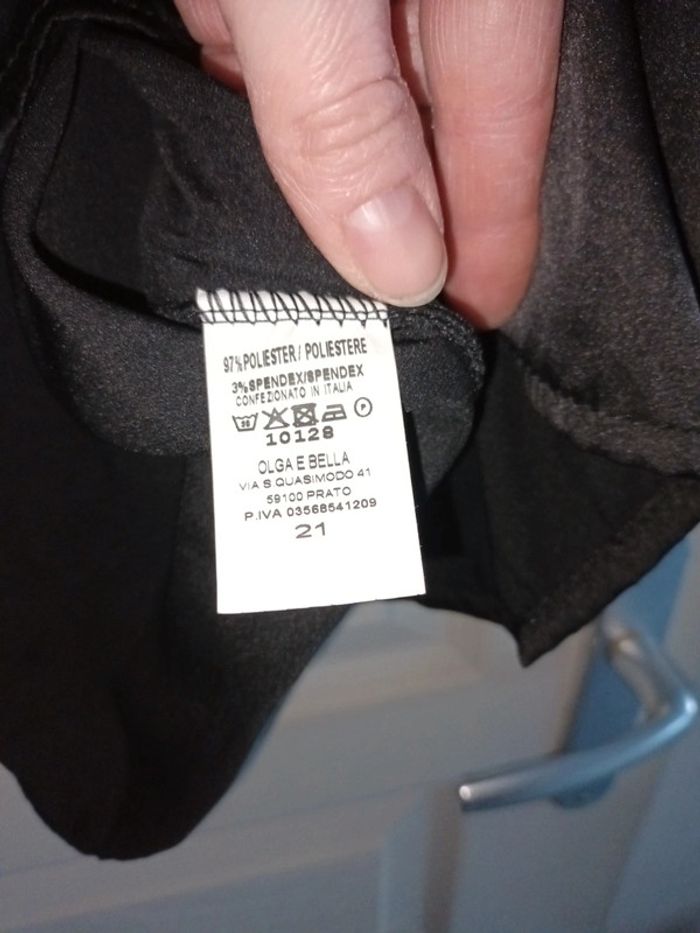 97%POLIESTER/POLIESTERE
3%SPENDEX/SPENDEX
CONFEZIONATO IN ITALIA
30 P
10128
OLGA E BELLA
VIA S.QUASIMODO 41
59100 PRATO
P.IVA 03568541209
21